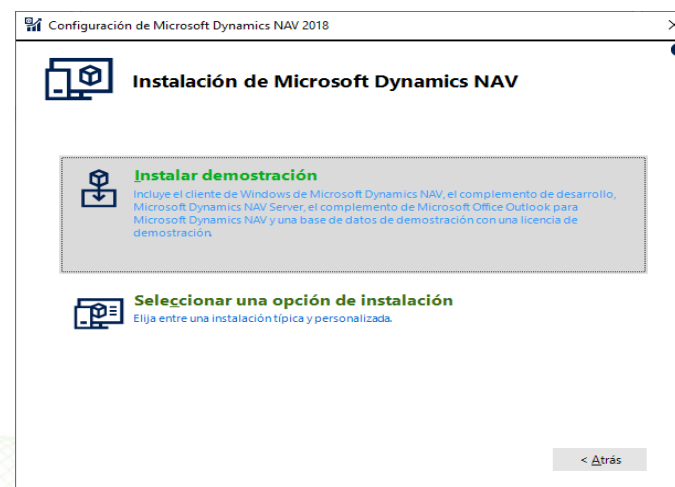 Configuración de Microsoft Dynamics NAV 2018
Instalación de Microsoft Dynamics NAV
Instalar demostración
Incluye el cliente de Windows de Microsoft Dynamics NAV, el complemento de desarrollo,
Microsoft Dynamics NAV Server, el complemento de Microsoft Office Outlook para
Microsoft Dynamics NAV y una base de datos de demostración con una licencia de
demostración.
Seleccionar una opción de instalación
Elija entre una instalación típica y personalizada.
< Atrás